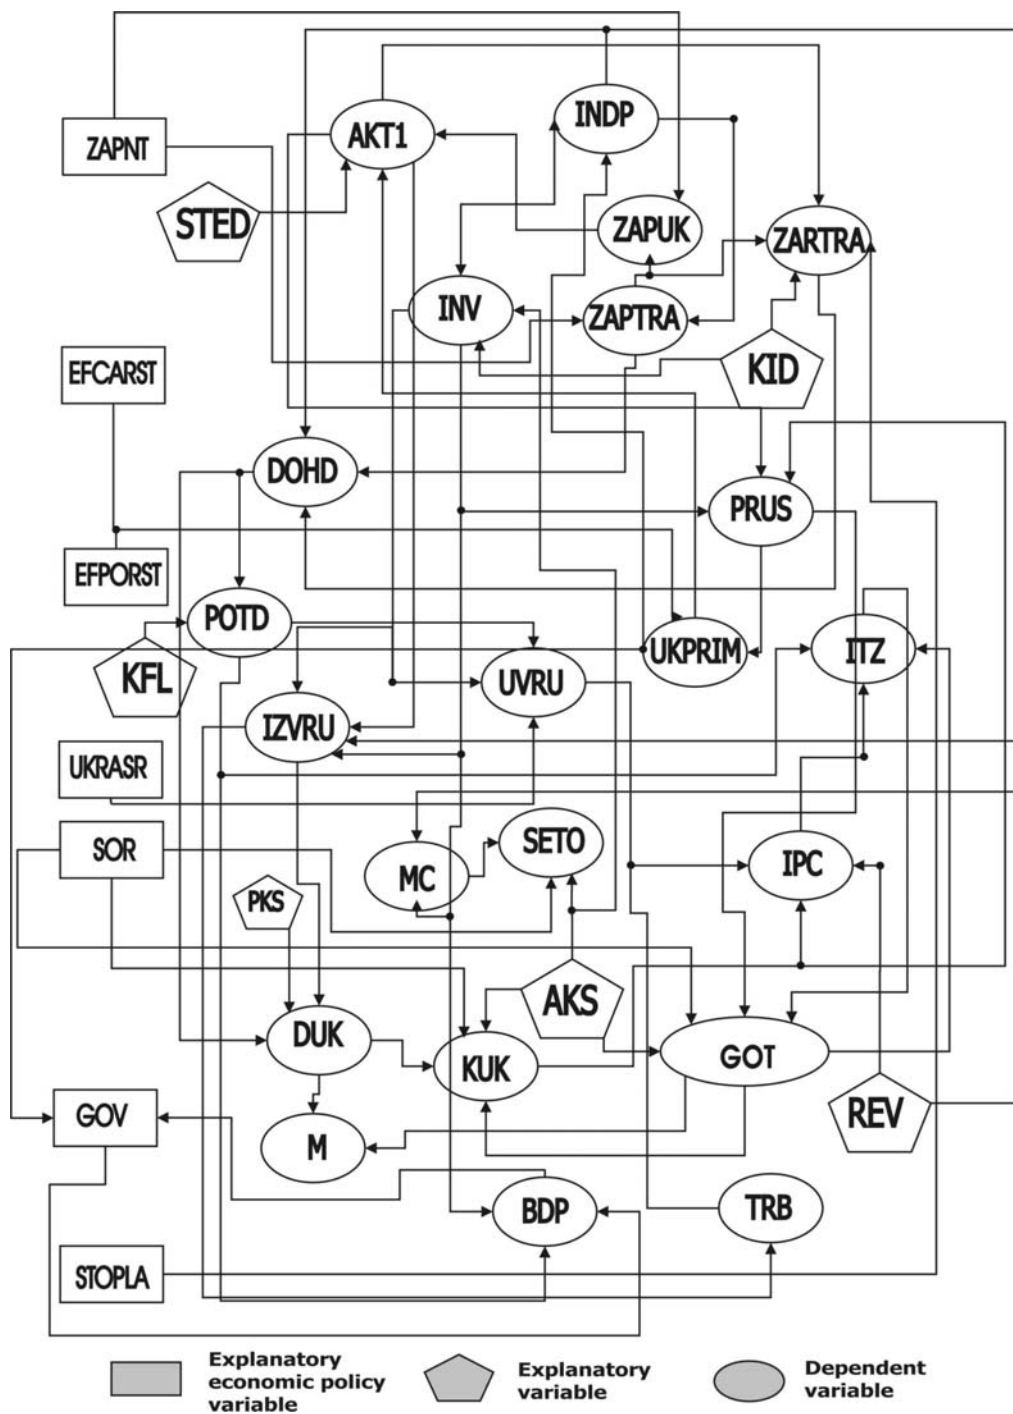 INDP
AKT1
ZAPNT
STED
ZAPUK
ZARTRA
INV
ZAPTRA
EFCARST
KID
DOHD
PRUS
EFPORST
POTD
UKPRIM
ITZ
KFL
UVRU
IZVRU
UKRASR
SETO
SOR
MC
IPC
PKS
AKS
DUK
KUK
GOT
GOV
REV
M
BDP
TRB
STOPLA
Explanatory
economic policy
variable
Explanatory
variable
Dependent
variable